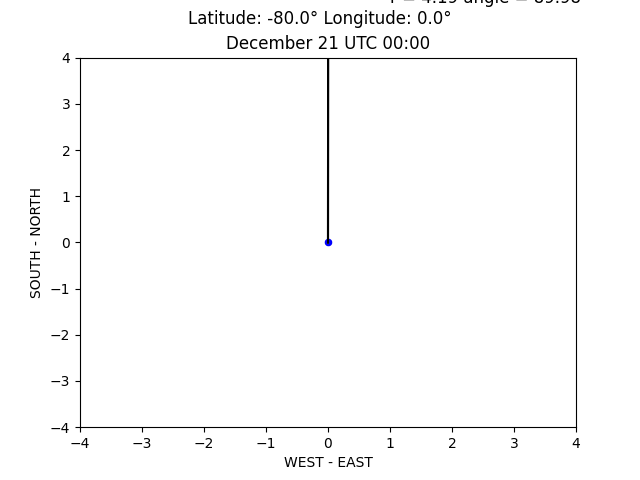 Latitude: -80.0° Longitude: 0.0°
December 21 UTC 00:00
4
3
2
1
0
−1
−2
−3
−4
SOUTH - NORTH
−4 −3 −2 −1 0 1 2 3 4
WEST - EAST